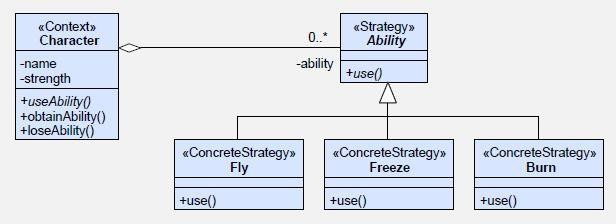 «Context»
Character
-name
-strength
+useAbility()
+obtainAbility()
+loseAbility()
0..*
-ability
«Strategy»
Ability
+use()
«ConcreteStrategy»
Fly
+use()
«ConcreteStrategy»
Freeze
+use()
«ConcreteStrategy»
Burn
+use()